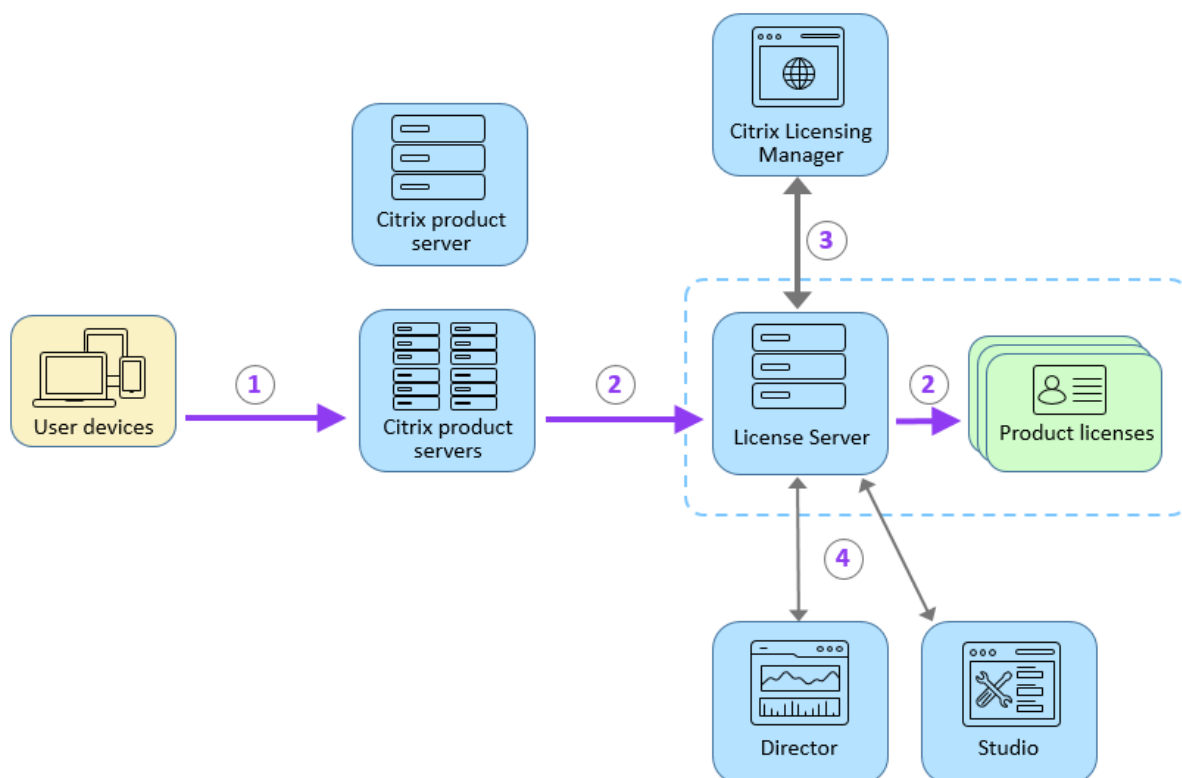 Citrix Licensing
Manager
Citrix product
server
3
1
2
2
User devices
Citrix product
servers
License Server
Product licenses
4
Director
Studio